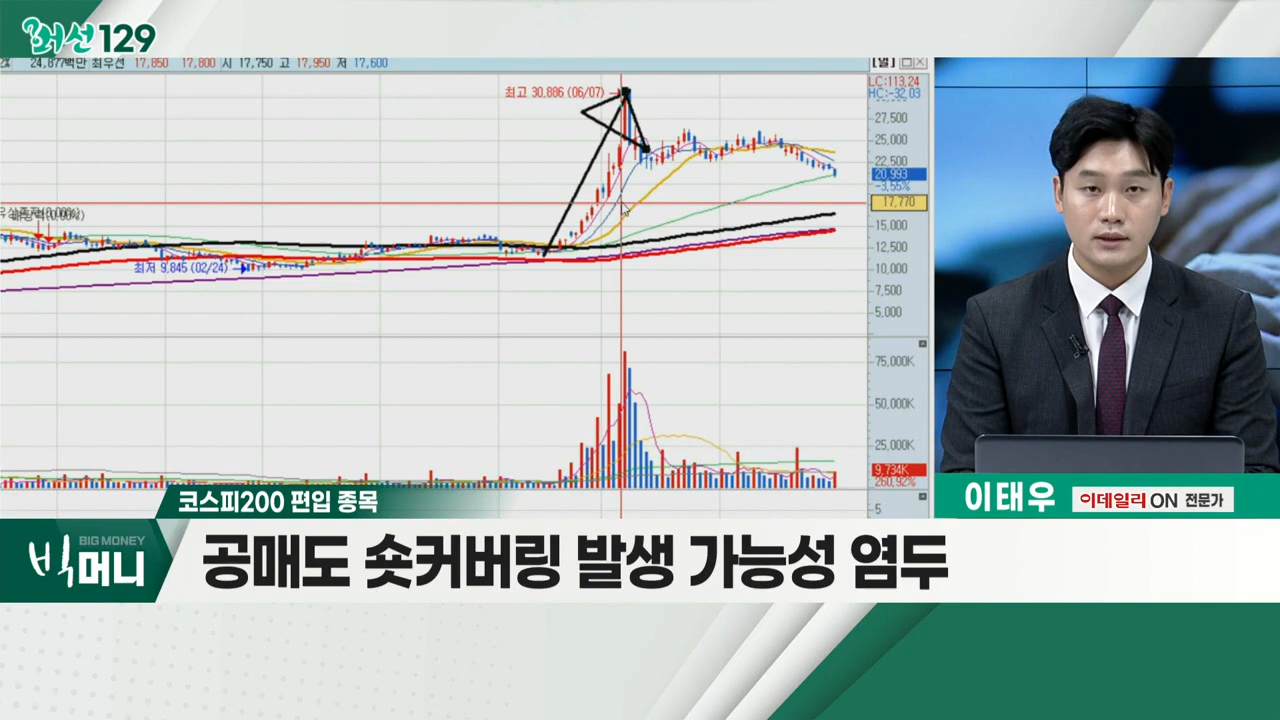 머선129
24,877백만 최우선 17,850 17,800 시 17,750 고 17,950 저 17,600
[일]
LC:113,24
HC:-32,03
최고 30,886 (06/07)
27,500
25,000
22,500
20,993
-3,55%
17,770
15,000
12,500
최저 9,845 (02/24)
10,000
7,500
5,000
75,000K
50,000K
25,000K
9,734K
260,92%
-5
코스피200 편입 종목
이태우 이데일리 ON 전문가
BIG MONEY
빅머니
공매도 숏커버링 발생 가능성 염두